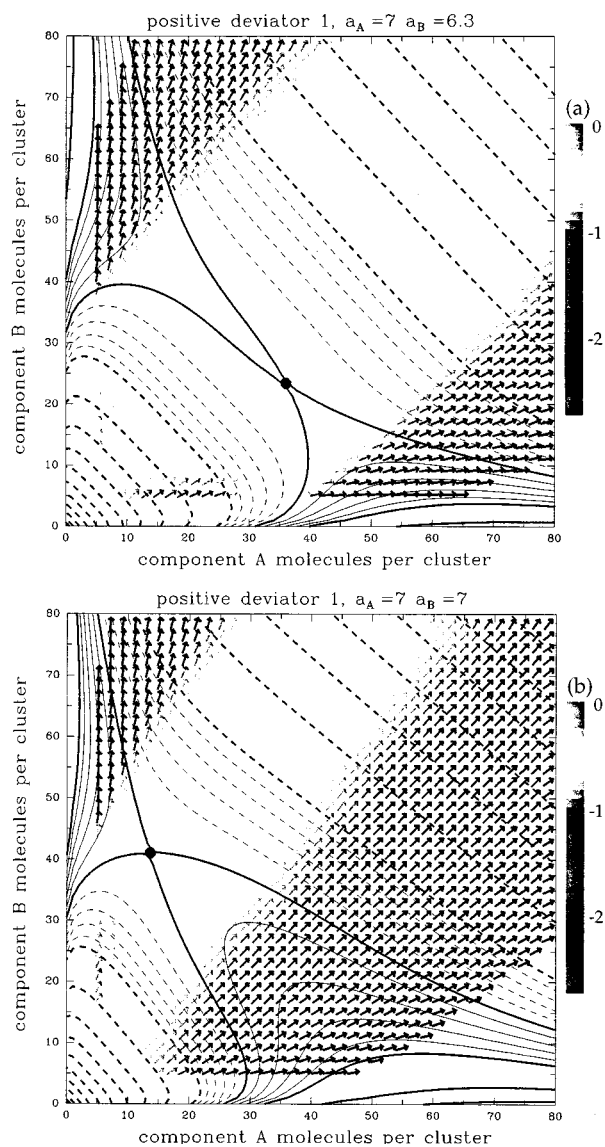 positive deviator 1, a_A =7 a_B =6.3
(a)
80
70
60
50
40
30
20
10
0
0
-1
-2
component B molecules per cluster
0 10 20 30 40 50 60 70 80
component A molecules per cluster
positive deviator 1, a_A =7 a_B =7
(b)
80
70
60
50
40
30
20
10
0
0
-1
-2
component B molecules per cluster
0 10 20 30 40 50 60 70 80
component A molecules per cluster